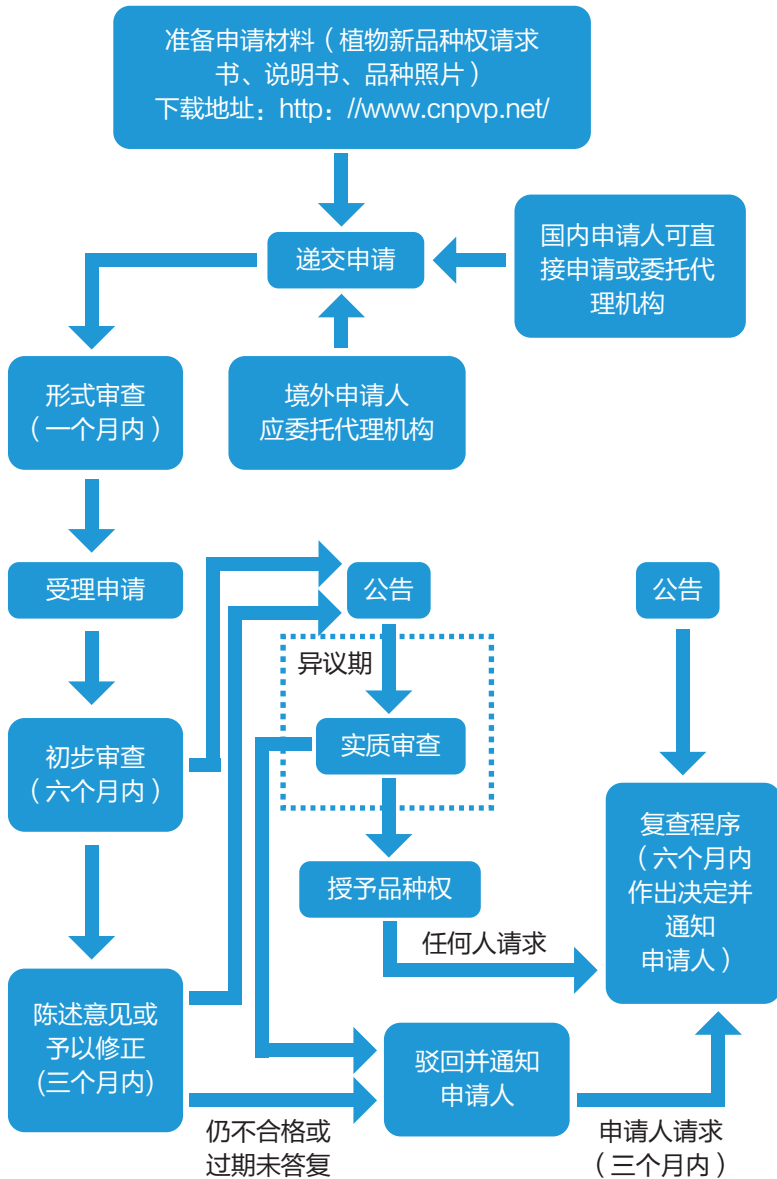 准备申请材料（植物新品种权请求
书、说明书、品种照片）
下载地址：http：//www.cnpvp.net/
递交申请
国内申请人可直
接申请或委托代
理机构
形式审查
（一个月内）
境外申请人
应委托代理机构
受理申请
公告
公告
异议期
初步审查
（六个月内）
实质审查
复查程序
（六个月内
作出决定并
通知
申请人）
授予品种权
任何人请求
陈述意见或
予以修正
(三个月内)
驳回并通知
申请人
仍不合格或
过期未答复
申请人请求
（三个月内）